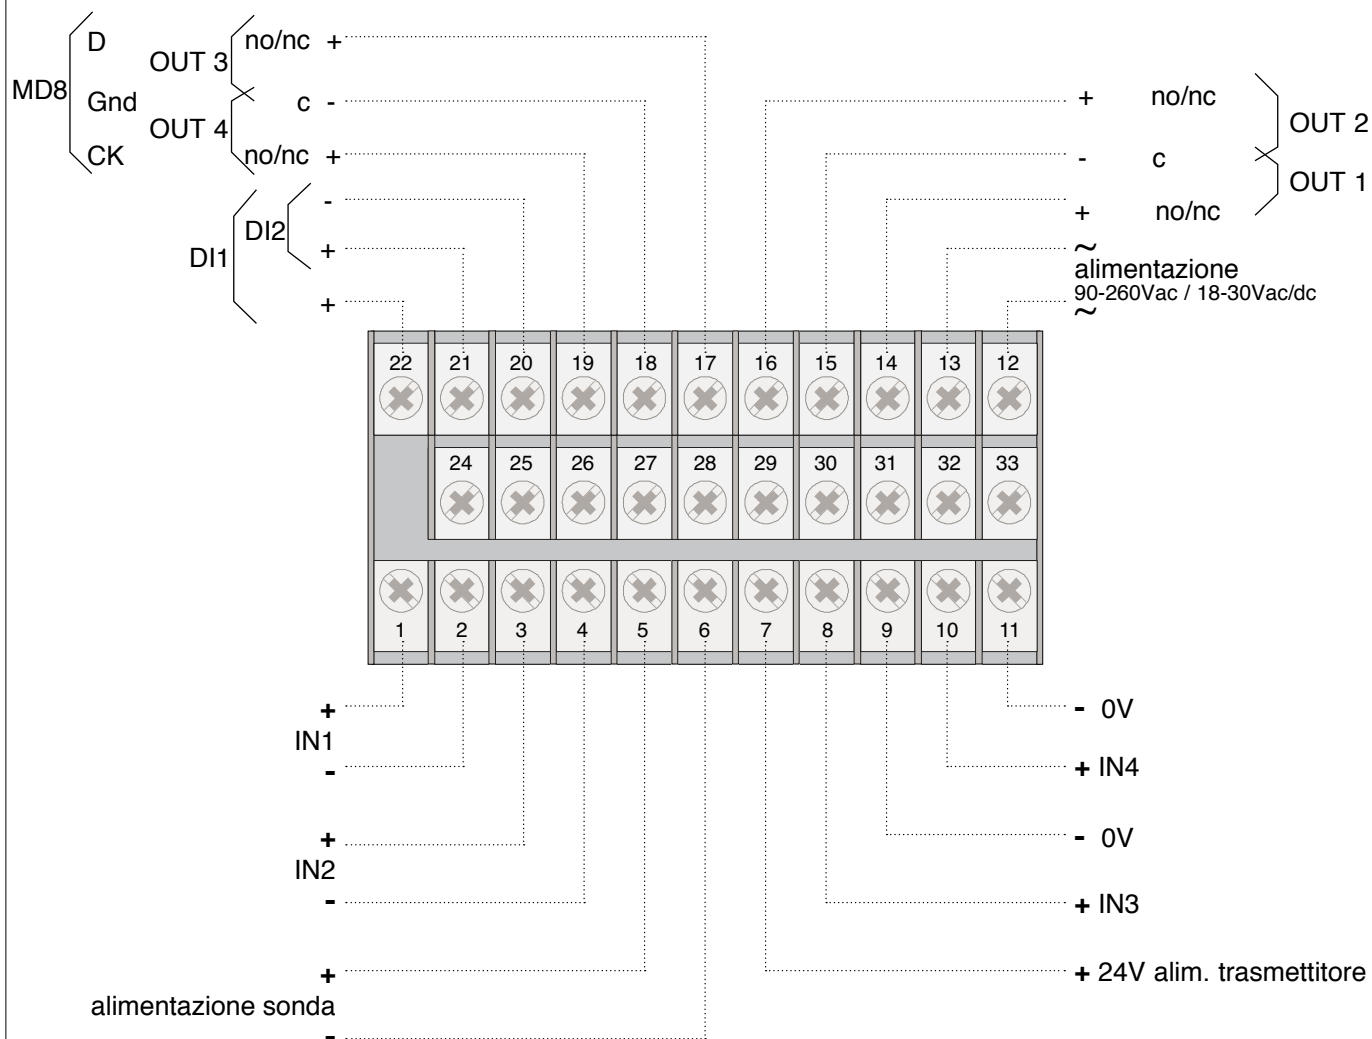 D
OUT 3
no/nc +
MD8
Gnd
c -
OUT 4
CK
no/nc +
-
DI2
DI1
+
+
+ no/nc
OUT 2
- c
OUT 1
+ no/nc
~
alimentazione
90-260Vac / 18-30Vac/dc
~
22 21 20 19 18 17 16 15 14 13 12
24 25 26 27 28 29 30 31 32 33
1 2 3 4 5 6 7 8 9 10 11
+
IN1
-
+
IN2
-
+
alimentazione sonda
-
- 0V
+ IN4
- 0V
+ IN3
+ 24V alim. trasmettitore